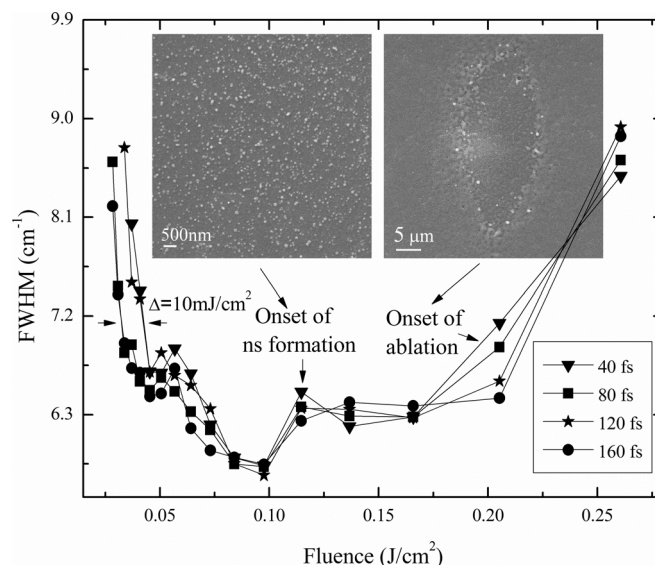 9.9
9.0
8.1
7.2
6.3
FWHM (cm⁻¹)
500nm
5 μm
Δ=10mJ/cm²
Onset of
ns formation
Onset of
ablation
40 fs
80 fs
120 fs
160 fs
0.05
0.10
0.15
0.20
0.25
Fluence (J/cm²)